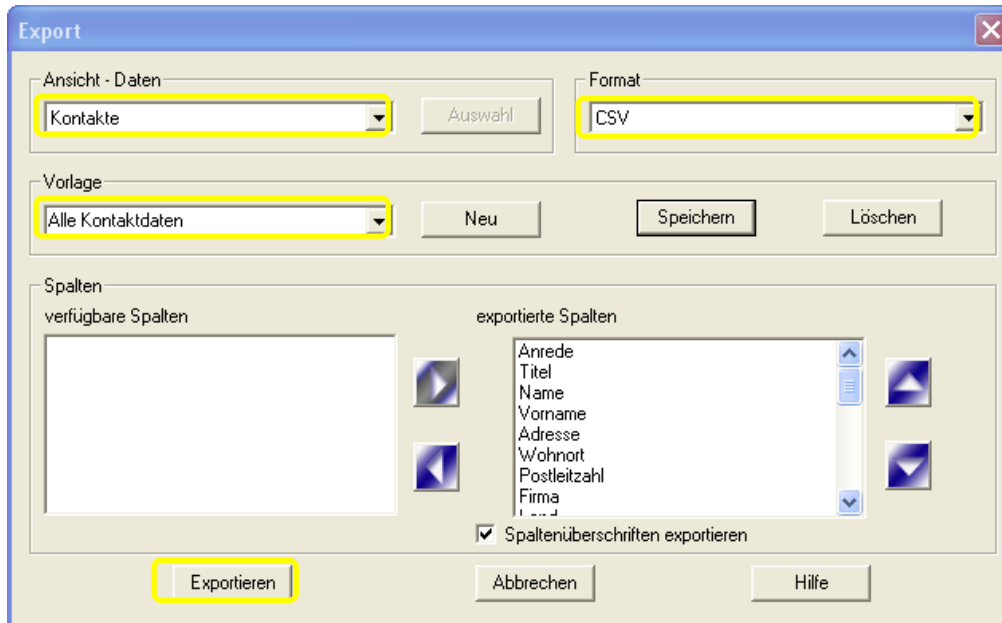 Export
Ansicht - Daten
Format
Kontakte
Auswahl
CSV
Vorlage
Alle Kontaktdaten
Neu
Speichern
Löschen
Spalten
verfügbare Spalten
exportierte Spalten
Anrede
Titel
Name
Vorname
Adresse
Wohnort
Postleitzahl
Firma
Land
Spaltenüberschriften exportieren
Exportieren
Abbrechen
Hilfe